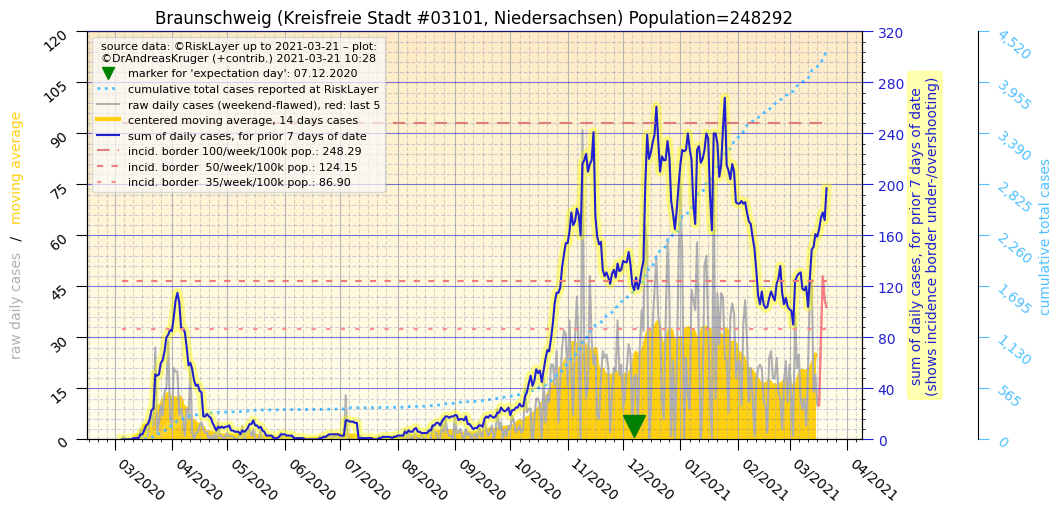 Braunschweig (Kreisfreie Stadt #03101, Niedersachsen) Population=248292
source data: ©RiskLayer up to 2021-03-21 – plot:
©DrAndreasKruger (+contrib.) 2021-03-21 10:28
marker for 'expectation day': 07.12.2020
cumulative total cases reported at RiskLayer
raw daily cases (weekend-flawed), red: last 5
centered moving average, 14 days cases
sum of daily cases, for prior 7 days of date
incid. border 100/week/100k pop.: 248.29
incid. border  50/week/100k pop.: 124.15
incid. border  35/week/100k pop.: 86.90
raw daily cases  /  moving average
120
105
90
75
60
45
30
15
0
320
280
240
200
160
120
80
40
0
sum of daily cases, for prior 7 days of date
(shows incidence border under-/overshooting)
4,520
3,955
3,390
2,825
2,260
1,695
1,130
565
0
cumulative total cases
03/2020
04/2020
05/2020
06/2020
07/2020
08/2020
09/2020
10/2020
11/2020
12/2020
01/2021
02/2021
03/2021
04/2021